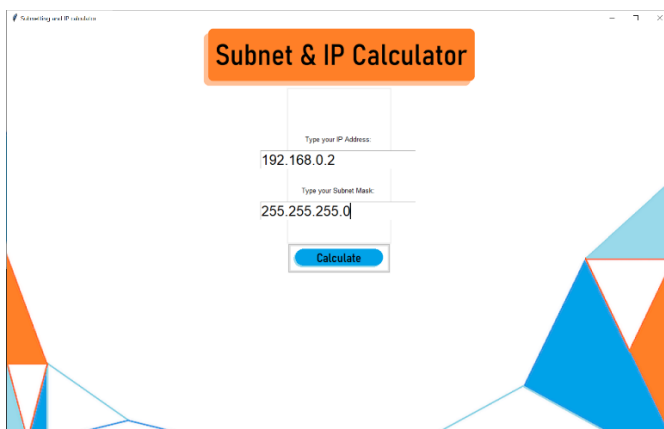 Subnetting and IP calculator
Subnet & IP Calculator
Type your IP Address:
192.168.0.2
Type your Subnet Mask:
255.255.255.0
Calculate